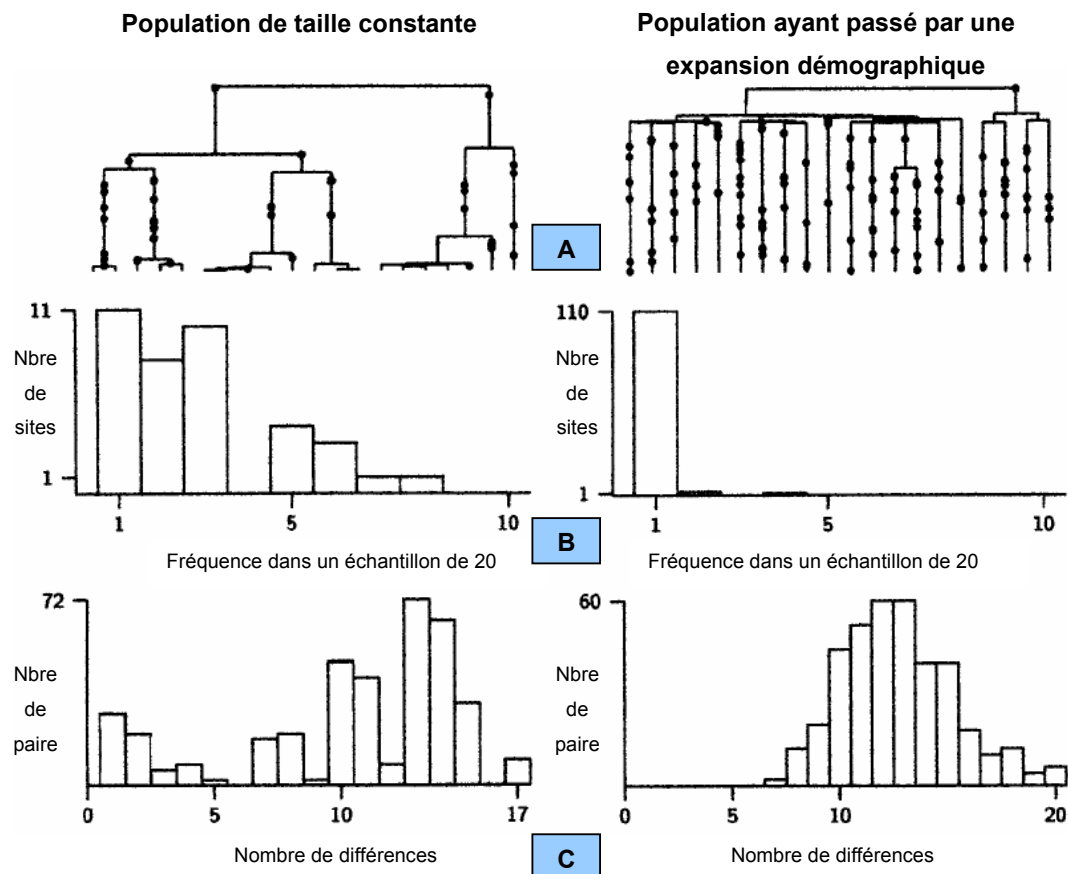 Population de taille constante
Population ayant passé par une
expansion démographique
A
11
Nbre
de
sites
1
1
5
10
Fréquence dans un échantillon de 20
110
Nbre
de
sites
1
1
5
10
Fréquence dans un échantillon de 20
B
72
Nbre
de
paire
0
5
10
17
Nombre de différences
60
Nbre
de
paire
0
5
10
20
Nombre de différences
C